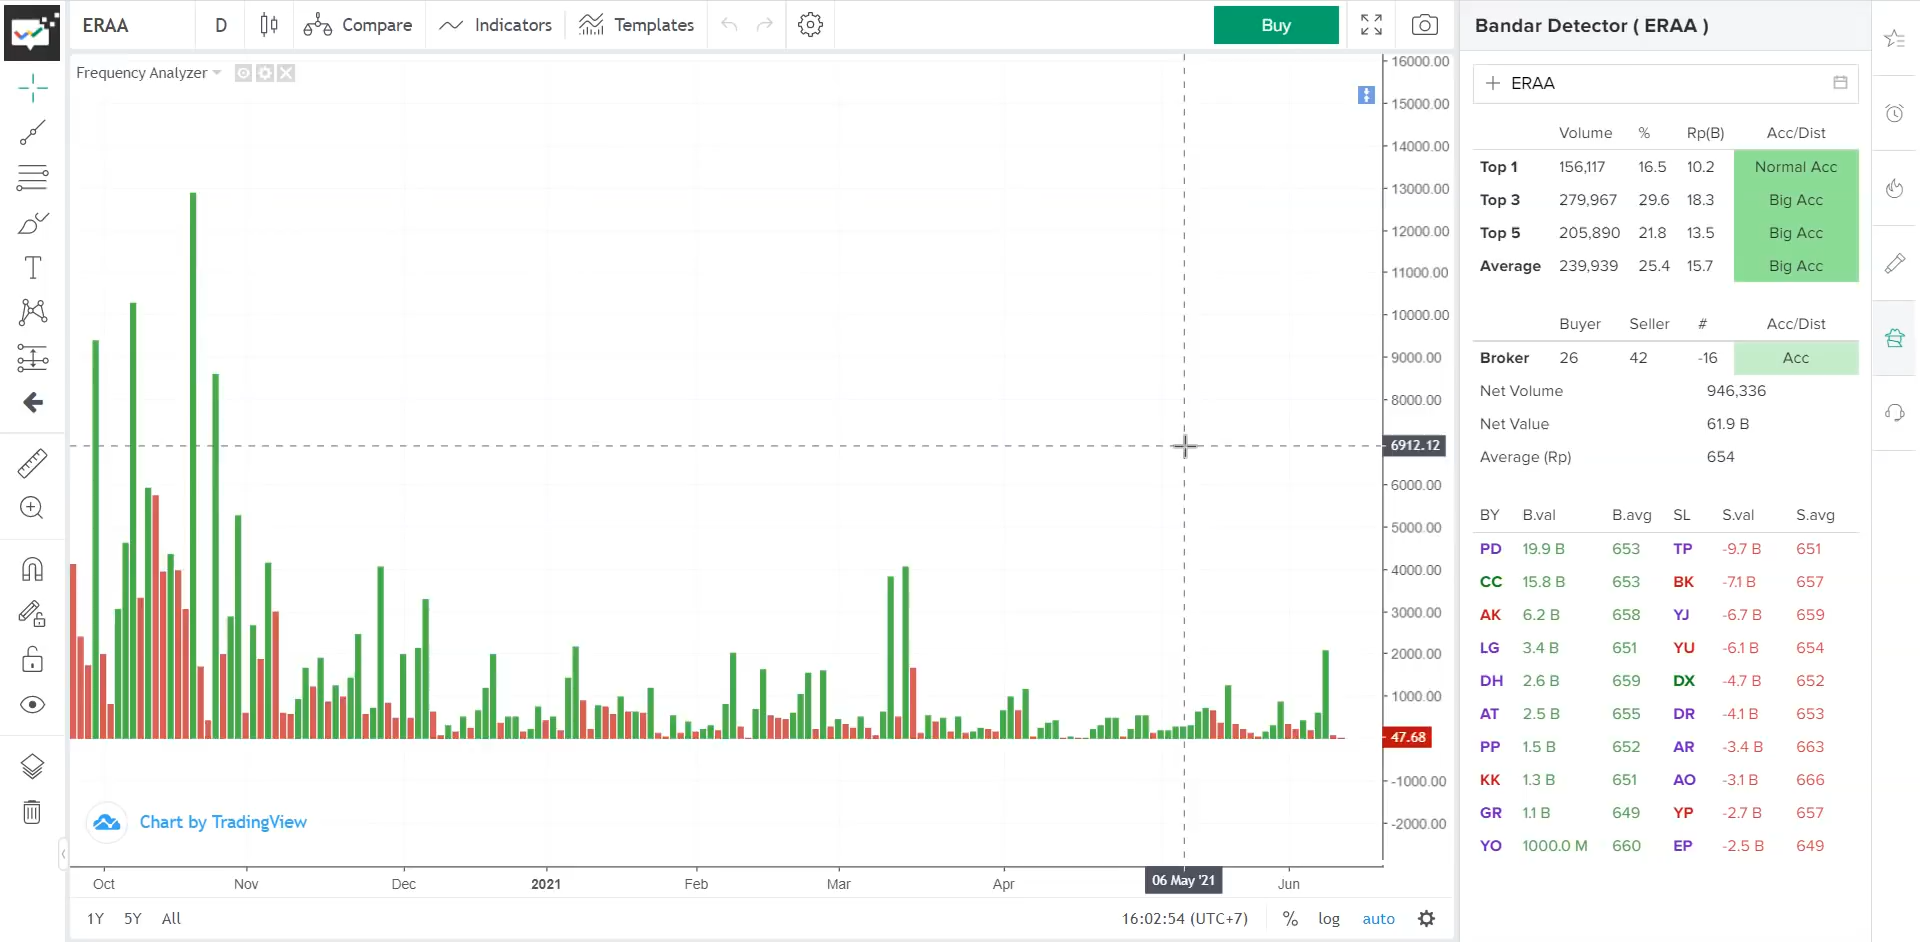 ERAA D Compare Indicators Templates Buy
Frequency Analyzer
16000.00
15000.00
14000.00
13000.00
12000.00
11000.00
10000.00
9000.00
8000.00
6912.12
6000.00
5000.00
4000.00
3000.00
2000.00
1000.00
47.68
-1000.00
-2000.00
Chart by TradingView
Oct Nov Dec 2021 Feb Mar Apr 06 May '21 Jun
1Y 5Y All 16:02:54 (UTC+7) % log auto
Bandar Detector ( ERAA )
ERAA
Volume % Rp(B) Acc/Dist
Top 1 156,117 16.5 10.2 Normal Acc
Top 3 279,967 29.6 18.3 Big Acc
Top 5 205,890 21.8 13.5 Big Acc
Average 239,939 25.4 15.7 Big Acc
Buyer Seller # Acc/Dist
Broker 26 42 -16 Acc
Net Volume 946,336
Net Value 61.9 B
Average (Rp) 654
BY B.val B.avg SL S.val S.avg
PD 19.9 B 653 TP -9.7 B 651
CC 15.8 B 653 BK -7.1 B 657
AK 6.2 B 658 YJ -6.7 B 659
LG 3.4 B 651 YU -6.1 B 654
DH 2.6 B 659 DX -4.7 B 652
AT 2.5 B 655 DR -4.1 B 653
PP 1.5 B 652 AR -3.4 B 663
KK 1.3 B 651 AO -3.1 B 666
GR 1.1 B 649 YP -2.7 B 657
YO 1000.0 M 660 EP -2.5 B 649